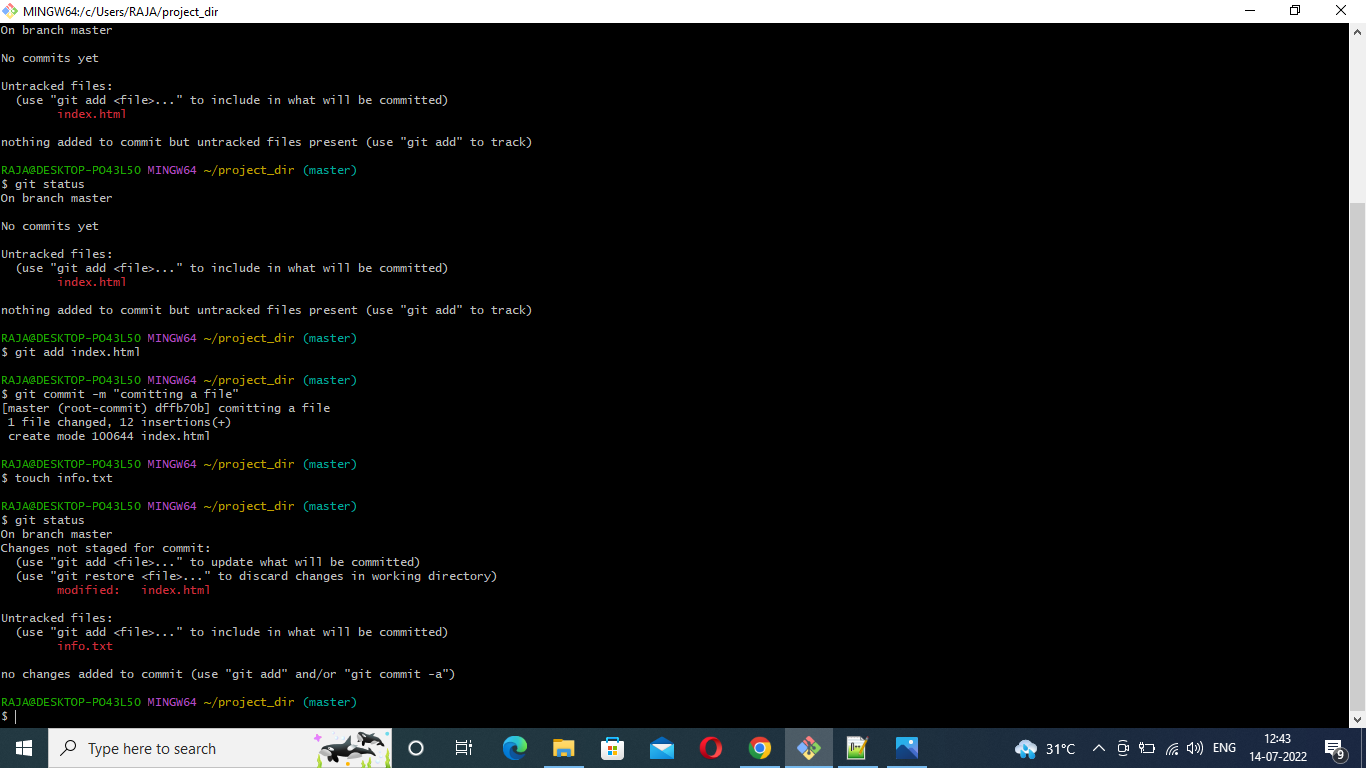 MINGW64:/c/Users/RAJA/project_dir
On branch master
No commits yet
Untracked files:
(use "git add <file>..." to include in what will be committed)
index.html
nothing added to commit but untracked files present (use "git add" to track)
RAJA@DESKTOP-PO43L5O MINGW64 ~/project_dir (master)
$ git status
On branch master
No commits yet
Untracked files:
(use "git add <file>..." to include in what will be committed)
index.html
nothing added to commit but untracked files present (use "git add" to track)
RAJA@DESKTOP-PO43L5O MINGW64 ~/project_dir (master)
$ git add index.html
RAJA@DESKTOP-PO43L5O MINGW64 ~/project_dir (master)
$ git commit -m "comitting a file"
[master (root-commit) dffb70b] comitting a file
1 file changed, 12 insertions(+)
create mode 100644 index.html
RAJA@DESKTOP-PO43L5O MINGW64 ~/project_dir (master)
$ touch info.txt
RAJA@DESKTOP-PO43L5O MINGW64 ~/project_dir (master)
$ git status
On branch master
Changes not staged for commit:
(use "git add <file>..." to update what will be committed)
(use "git restore <file>..." to discard changes in working directory)
modified:   index.html
Untracked files:
(use "git add <file>..." to include in what will be committed)
info.txt
no changes added to commit (use "git add" and/or "git commit -a")
RAJA@DESKTOP-PO43L5O MINGW64 ~/project_dir (master)
$
Type here to search
31°C
ENG
12:43
14-07-2022
9